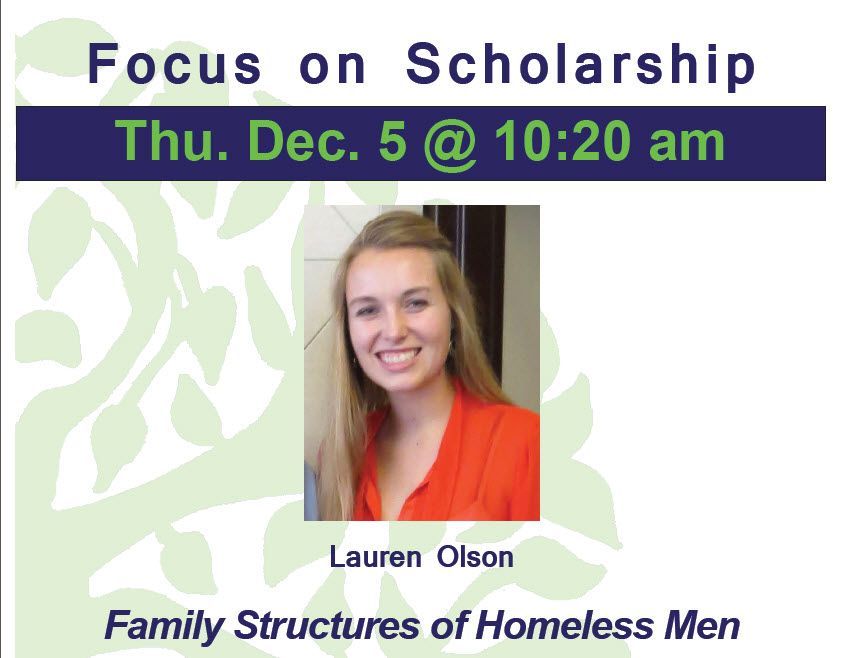 Focus on Scholarship
Thu. Dec. 5 @ 10:20 am
Lauren Olson
Family Structures of Homeless Men